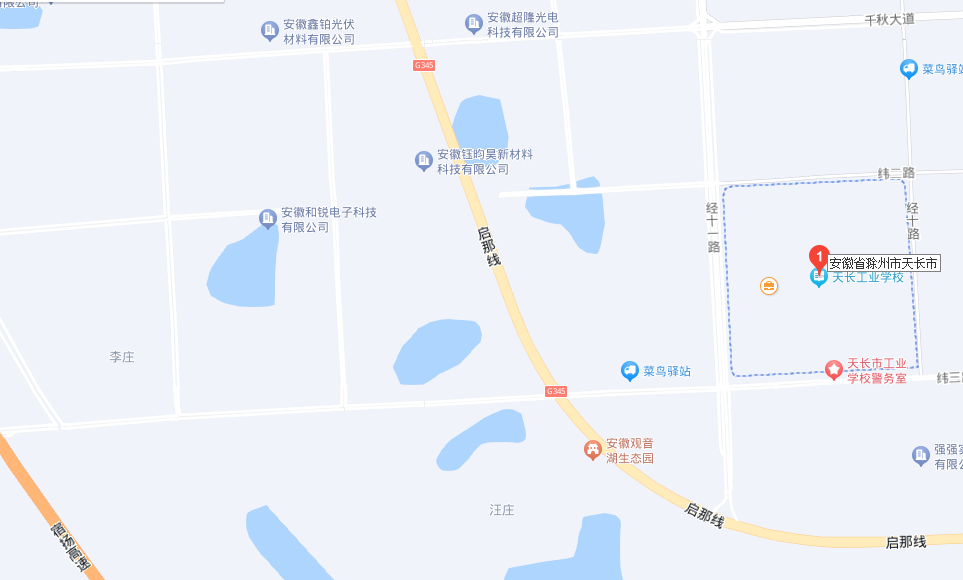 安徽鑫铂光伏
材料有限公司
安徽超隆光电
科技有限公司
千秋大道
G345
菜鸟驿站
安徽钰昀昊新材料
科技有限公司
纬二路
安徽和锐电子科技
有限公司
经十一路
经十路
启那线
1
安徽省滁州市天长市
天长工业学校
李庄
菜鸟驿站
天长市工业
学校警务室
纬三
G345
安徽观音
湖生态园
强强
有限
汪庄
启那线
宿扬高速
启那线